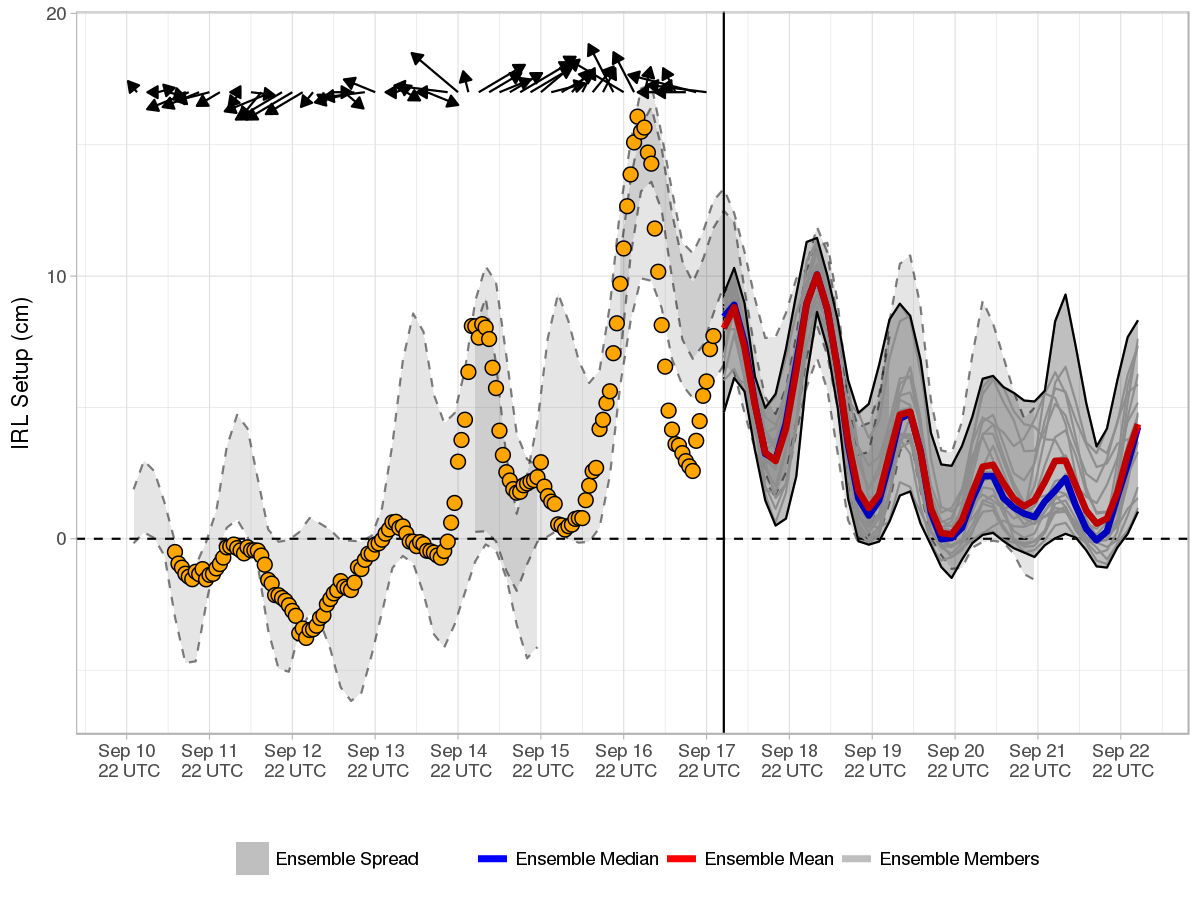 20
10
0
IRL Setup (cm)
Sep 10 Sep 11 Sep 12 Sep 13 Sep 14 Sep 15 Sep 16 Sep 17 Sep 18 Sep 19 Sep 20 Sep 21 Sep 22
22 UTC 22 UTC 22 UTC 22 UTC 22 UTC 22 UTC 22 UTC 22 UTC 22 UTC 22 UTC 22 UTC 22 UTC 22 UTC
Ensemble Spread Ensemble Median Ensemble Mean Ensemble Members